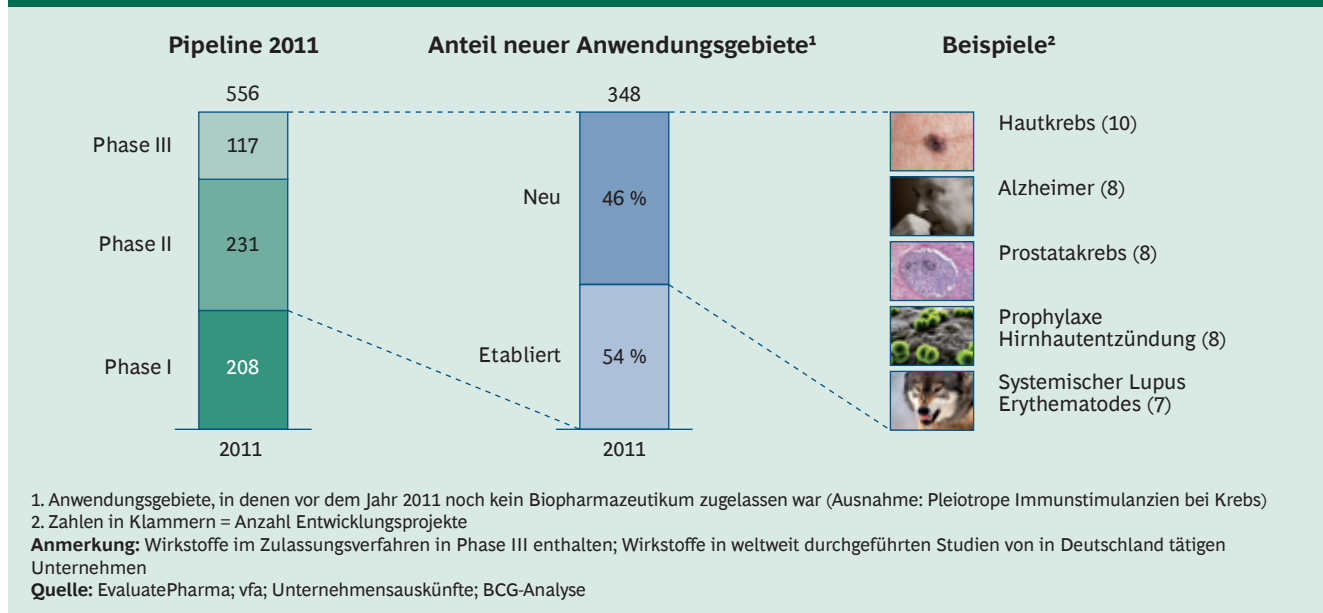 Pipeline 2011
Anteil neuer Anwendungsgebiete¹
Beispiele²
556
348
Phase III
117
Phase II
231
Phase I
208
2011
Neu
46 %
Etabliert
54 %
2011
Hautkrebs (10)
Alzheimer (8)
Prostatakrebs (8)
Prophylaxe
Hirnhautentzündung (8)
Systemischer Lupus
Erythematodes (7)
1. Anwendungsgebiete, in denen vor dem Jahr 2011 noch kein Biopharmazeutikum zugelassen war (Ausnahme: Pleiotrope Immunstimulanzien bei Krebs)
2. Zahlen in Klammern = Anzahl Entwicklungsprojekte
Anmerkung: Wirkstoffe im Zulassungsverfahren in Phase III enthalten; Wirkstoffe in weltweit durchgeführten Studien von in Deutschland tätigen
Unternehmen
Quelle: EvaluatePharma; vfa; Unternehmensauskünfte; BCG-Analyse